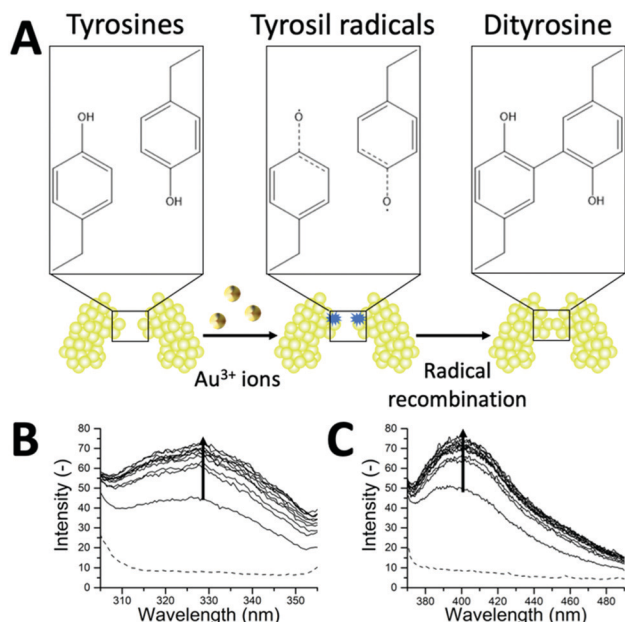 A
Tyrosines
Tyrosil radicals
Dityrosine
OH
OH
O
O
OH
OH
Au³⁺ ions
Radical
recombination
B
Intensity (-)
80
70
60
50
40
30
20
10
0
310 320 330 340 350
Wavelength (nm)
C
Intensity (-)
80
70
60
50
40
30
20
10
0
380 400 420 440 460 480
Wavelength (nm)